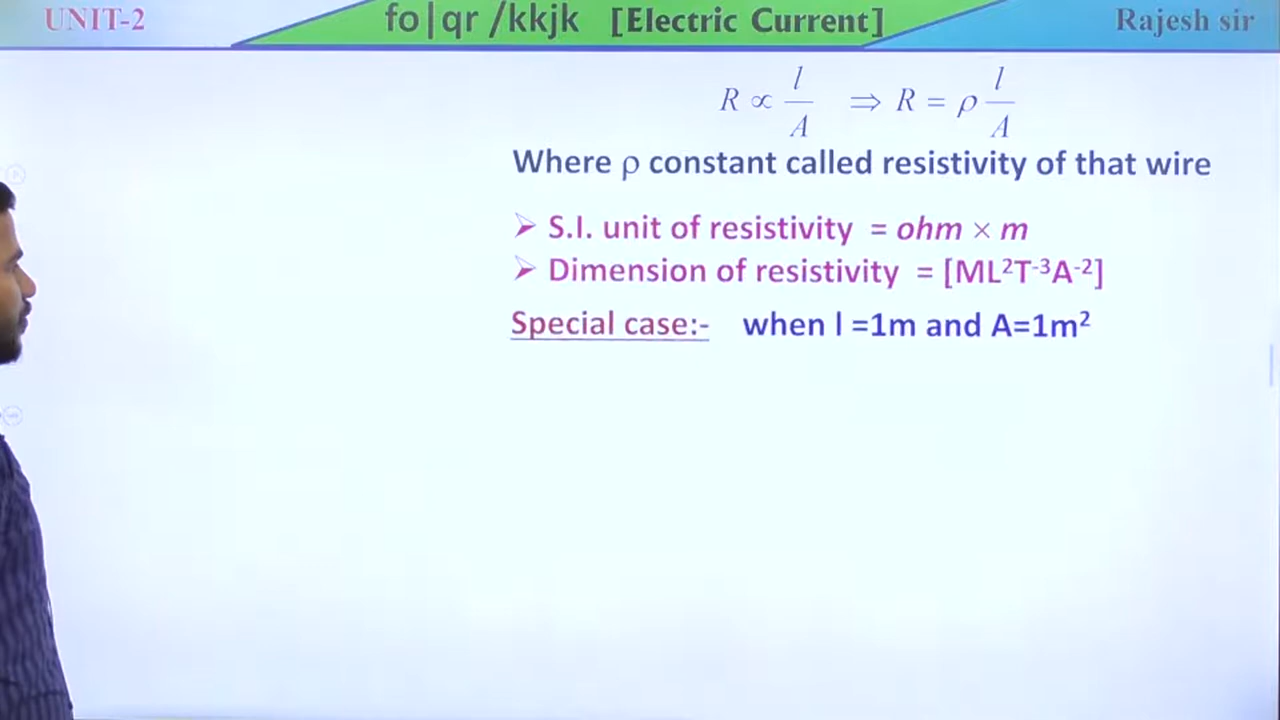 UNIT-2 fo|qr /kkjk [Electric Current] Rajesh sir
R ∝ l/A ⇒ R = ρ l/A
Where ρ constant called resistivity of that wire
➢ S.I. unit of resistivity = ohm × m
➢ Dimension of resistivity = [ML²T⁻³A⁻²]
Special case:- when l =1m and A=1m²